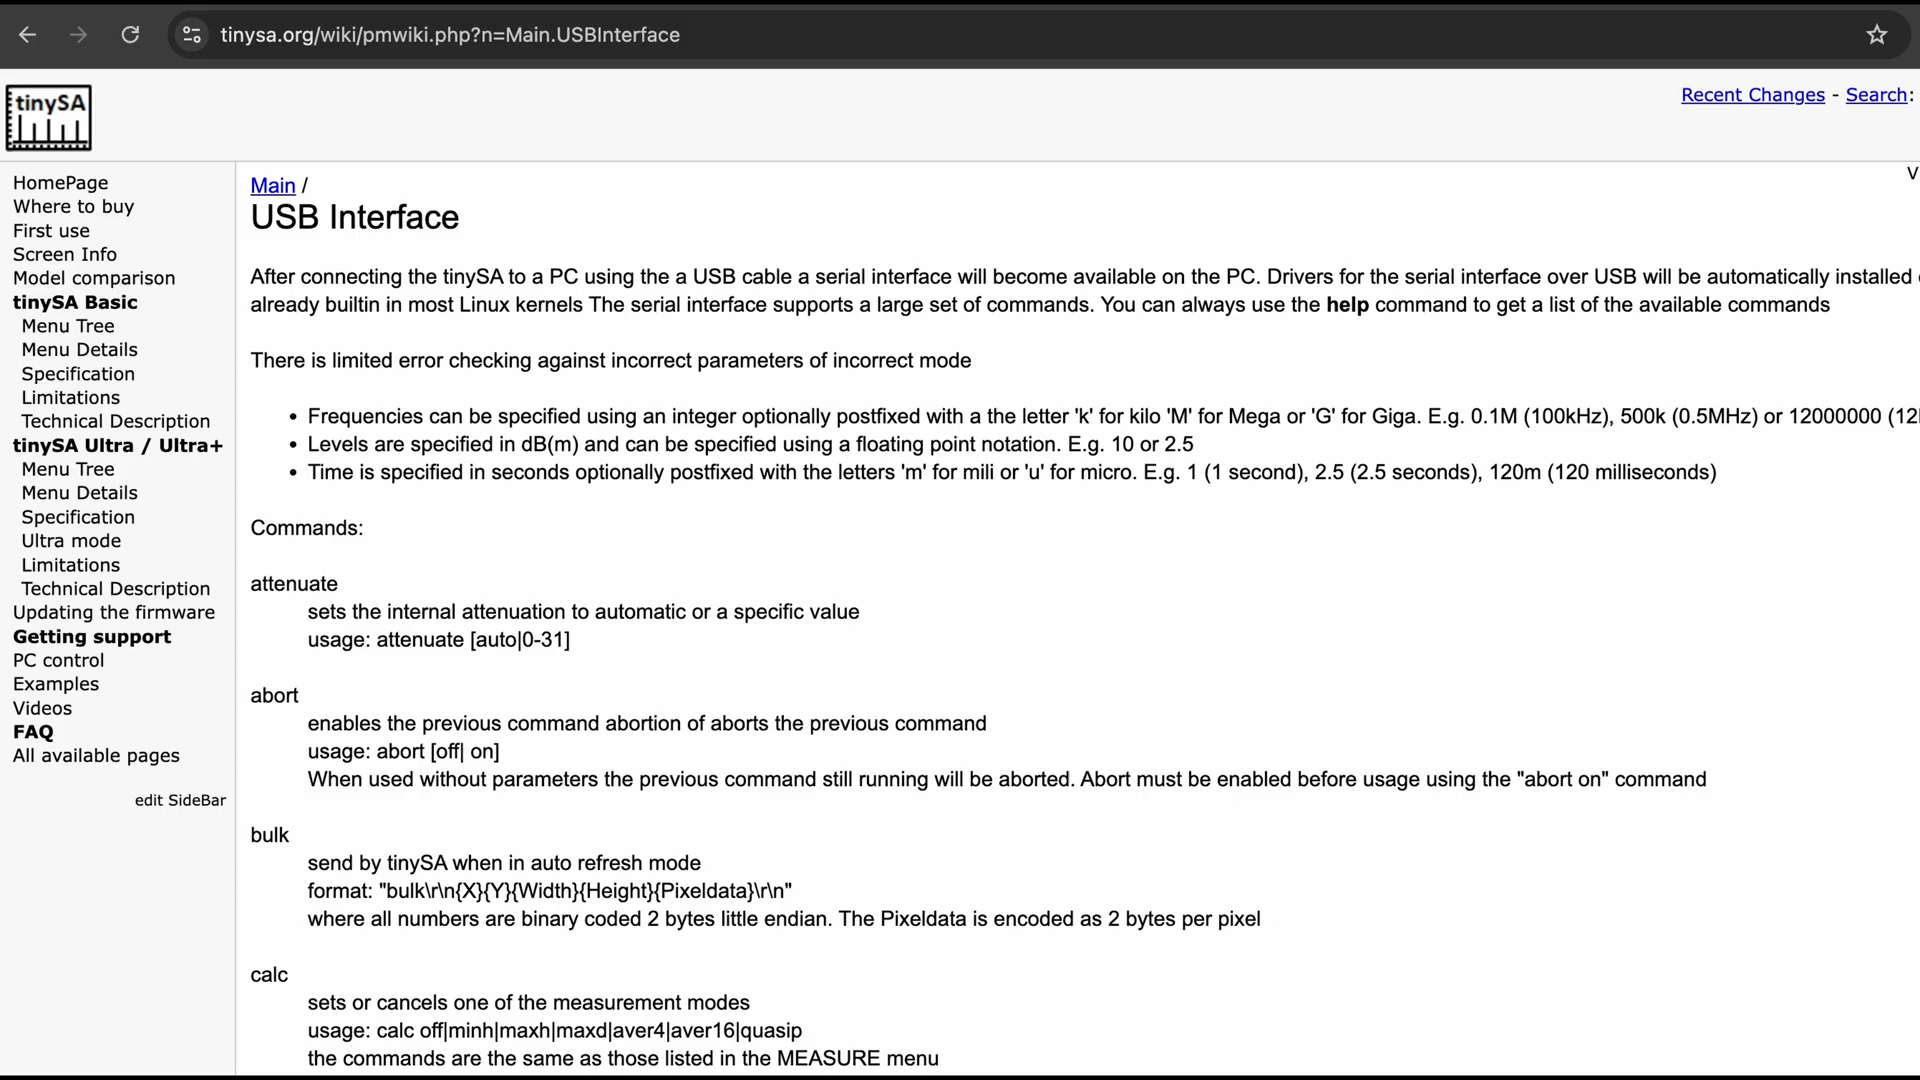 tinysa.org/wiki/pmwiki.php?n=Main.USBInterface
tinySA
Recent Changes - Search:
HomePage
Where to buy
First use
Screen Info
Model comparison
tinySA Basic
Menu Tree
Menu Details
Specification
Limitations
Technical Description
tinySA Ultra / Ultra+
Menu Tree
Menu Details
Specification
Ultra mode
Limitations
Technical Description
Updating the firmware
Getting support
PC control
Examples
Videos
FAQ
All available pages
edit SideBar
V
Main /
USB Interface
After connecting the tinySA to a PC using the a USB cable a serial interface will become available on the PC. Drivers for the serial interface over USB will be automatically installed
already builtin in most Linux kernels The serial interface supports a large set of commands. You can always use the help command to get a list of the available commands
There is limited error checking against incorrect parameters of incorrect mode
• Frequencies can be specified using an integer optionally postfixed with a the letter 'k' for kilo 'M' for Mega or 'G' for Giga. E.g. 0.1M (100kHz), 500k (0.5MHz) or 12000000 (12
• Levels are specified in dB(m) and can be specified using a floating point notation. E.g. 10 or 2.5
• Time is specified in seconds optionally postfixed with the letters 'm' for mili or 'u' for micro. E.g. 1 (1 second), 2.5 (2.5 seconds), 120m (120 milliseconds)
Commands:
attenuate
sets the internal attenuation to automatic or a specific value
usage: attenuate [auto|0-31]
abort
enables the previous command abortion of aborts the previous command
usage: abort [off| on]
When used without parameters the previous command still running will be aborted. Abort must be enabled before usage using the "abort on" command
bulk
send by tinySA when in auto refresh mode
format: "bulk\r\n{X}{Y}{Width}{Height}{Pixeldata}\r\n"
where all numbers are binary coded 2 bytes little endian. The Pixeldata is encoded as 2 bytes per pixel
calc
sets or cancels one of the measurement modes
usage: calc off|minh|maxh|maxd|aver4|aver16|quasip
the commands are the same as those listed in the MEASURE menu